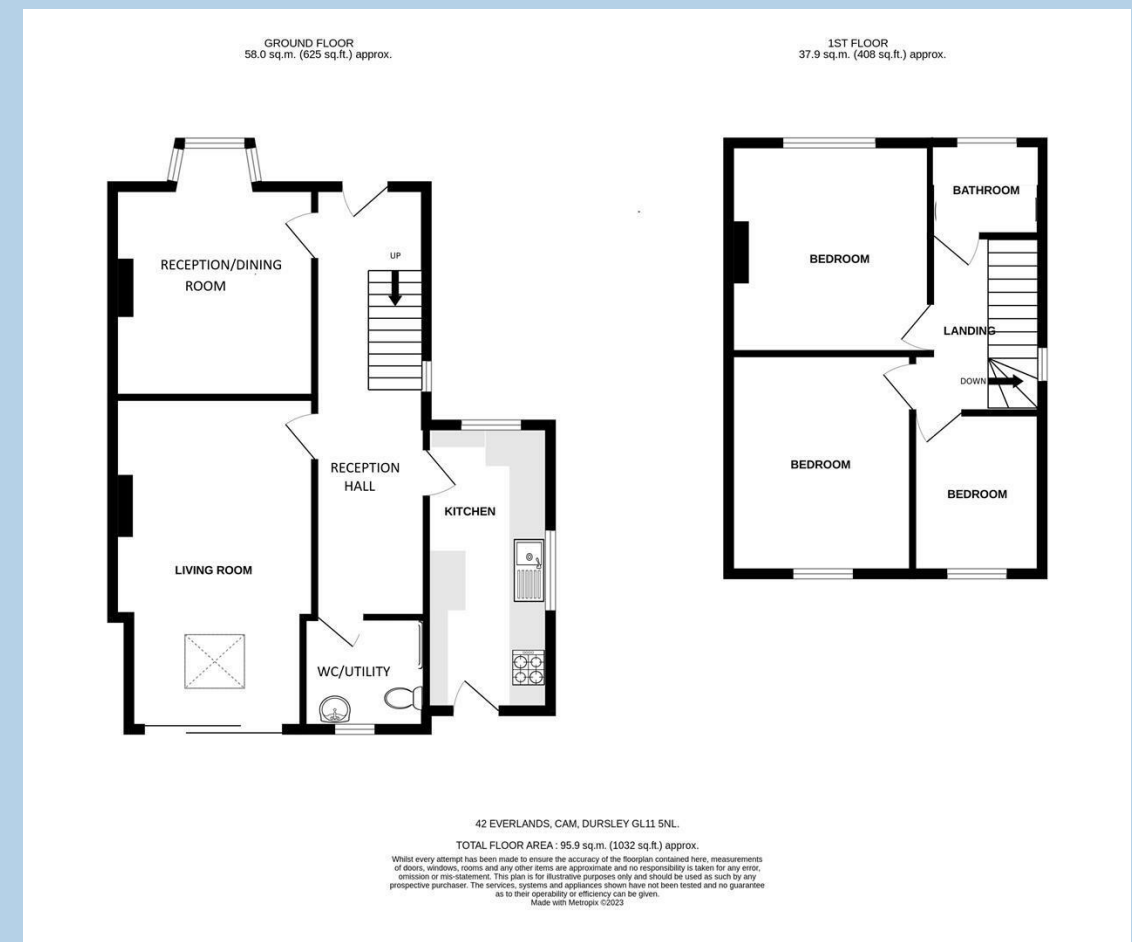 GROUND FLOOR
58.0 sq.m. (625 sq.ft.) approx.
1ST FLOOR
37.9 sq.m. (408 sq.ft.) approx.
RECEPTION/DINING
ROOM
UP
RECEPTION
HALL
KITCHEN
LIVING ROOM
WC/UTILITY
BATHROOM
BEDROOM
LANDING
DOWN
BEDROOM
BEDROOM
42 EVERLANDS, CAM, DURSLEY GL11 5NL.
TOTAL FLOOR AREA : 95.9 sq.m. (1032 sq.ft.) approx.
Whilst every attempt has been made to ensure the accuracy of the floorplan contained here, measurements
of doors, windows, rooms and any other items are approximate and no responsibility is taken for any error,
omission or mis-statement. This plan is for illustrative purposes only and should be used as such by any
prospective purchaser. The services, systems and appliances shown have not been tested and no guarantee
as to their operability or efficiency can be given.
Made with Metropix ©2023